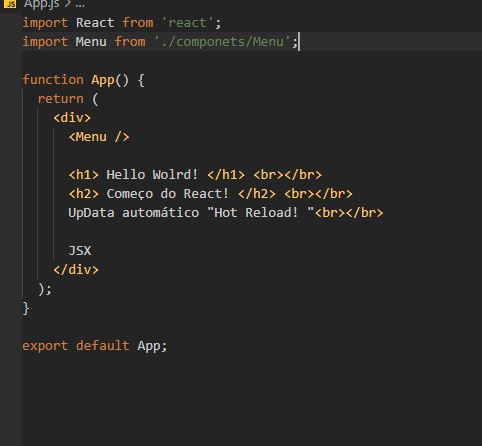 JS App.js > ...
import React from 'react';
import Menu from './componets/Menu';
function App() {
return (
<div>
<Menu />
<h1> Hello Wolrd! </h1> <br></br>
<h2> Começo do React! </h2> <br></br>
UpData automático "Hot Reload! "<br></br>
JSX
</div>
);
}
export default App;